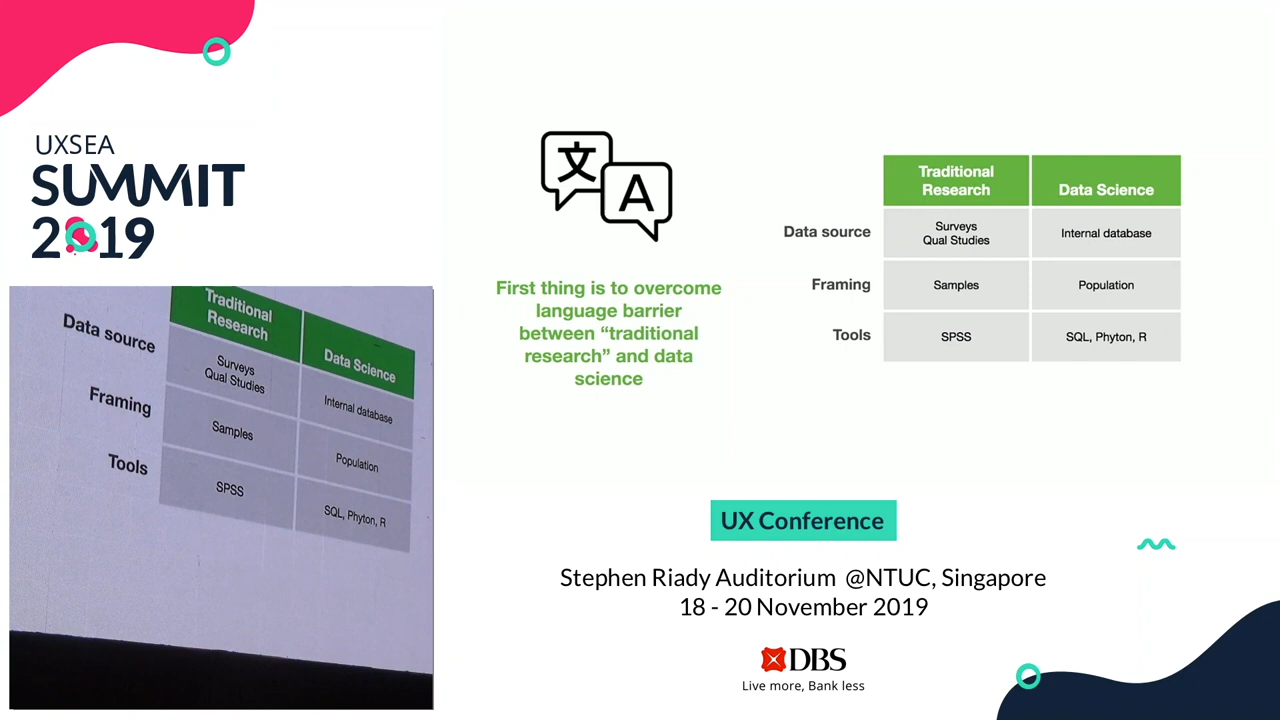 UXSEA
SUMMIT
2019
文
A
First thing is to overcome
language barrier
between “traditional
research” and data
science
Traditional
Research
Data Science
Data source
Surveys
Qual Studies
Internal database
Framing
Samples
Population
Tools
SPSS
SQL, Phyton, R
Traditional
Research
Data Science
Data source
Surveys
Qual Studies
Internal database
Framing
Samples
Population
Tools
SPSS
SQL, Phyton, R
UX Conference
Stephen Riady Auditorium @NTUC, Singapore
18 - 20 November 2019
DBS
Live more, Bank less